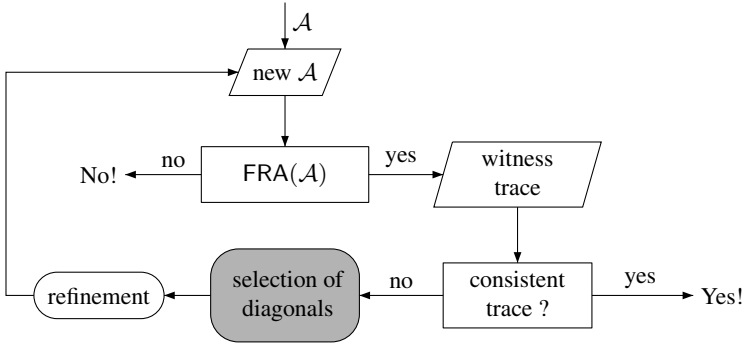 𝒜
new 𝒜
No!
no
FRA(𝒜)
yes
witness
trace
refinement
selection of
diagonals
no
consistent
trace ?
yes
Yes!